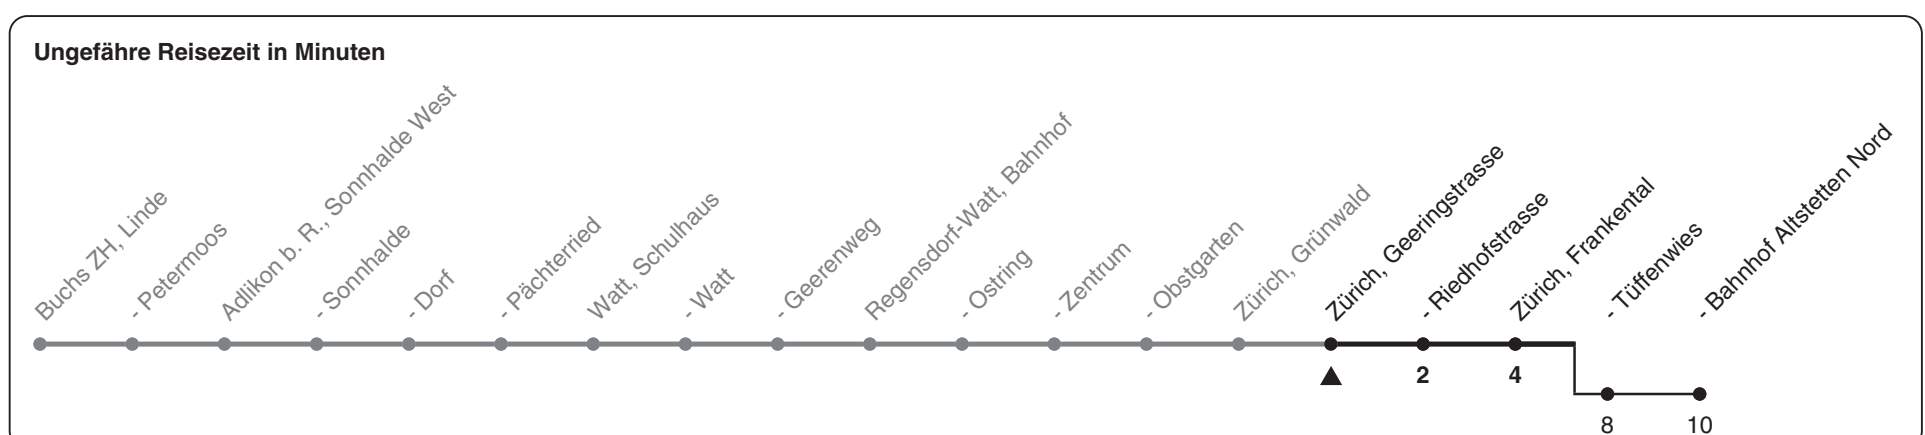 Ungefähre Reisezeit in Minuten
Buchs ZH, Linde
- Petermoos
Adlikon b. R., Sonnhalde West
- Sonnhalde
- Dorf
- Pächterried
Watt, Schulhaus
- Watt
- Geerenweg
Regensdorf-Watt, Bahnhof
- Ostring
- Zentrum
- Obstgarten
Zürich, Grünwald
Zürich, Geeringstrasse
- Riedhofstrasse
Zürich, Frankental
- Tüffenwies
- Bahnhof Altstetten Nord
2
4
8
10